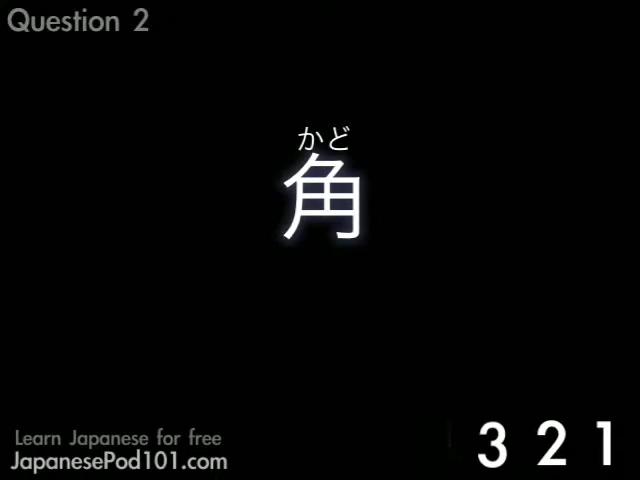 Question 2
かど
角
Learn Japanese for free
JapanesePod101.com
3 2 1